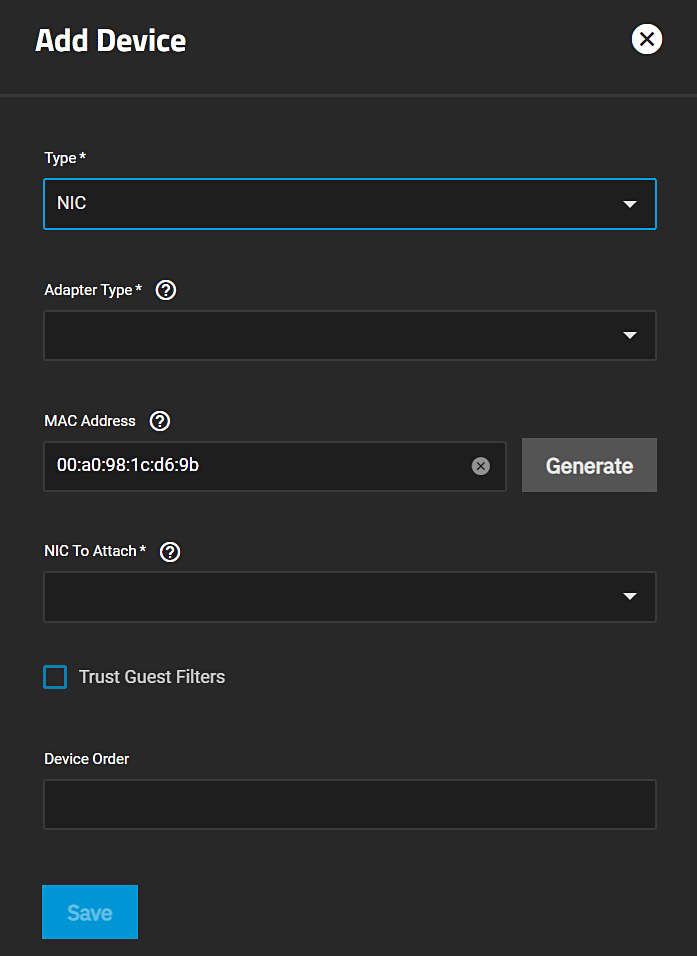 Add Device
Type *
NIC
Adapter Type *
MAC Address
00:a0:98:1c:d6:9b
Generate
NIC To Attach *
Trust Guest Filters
Device Order
Save